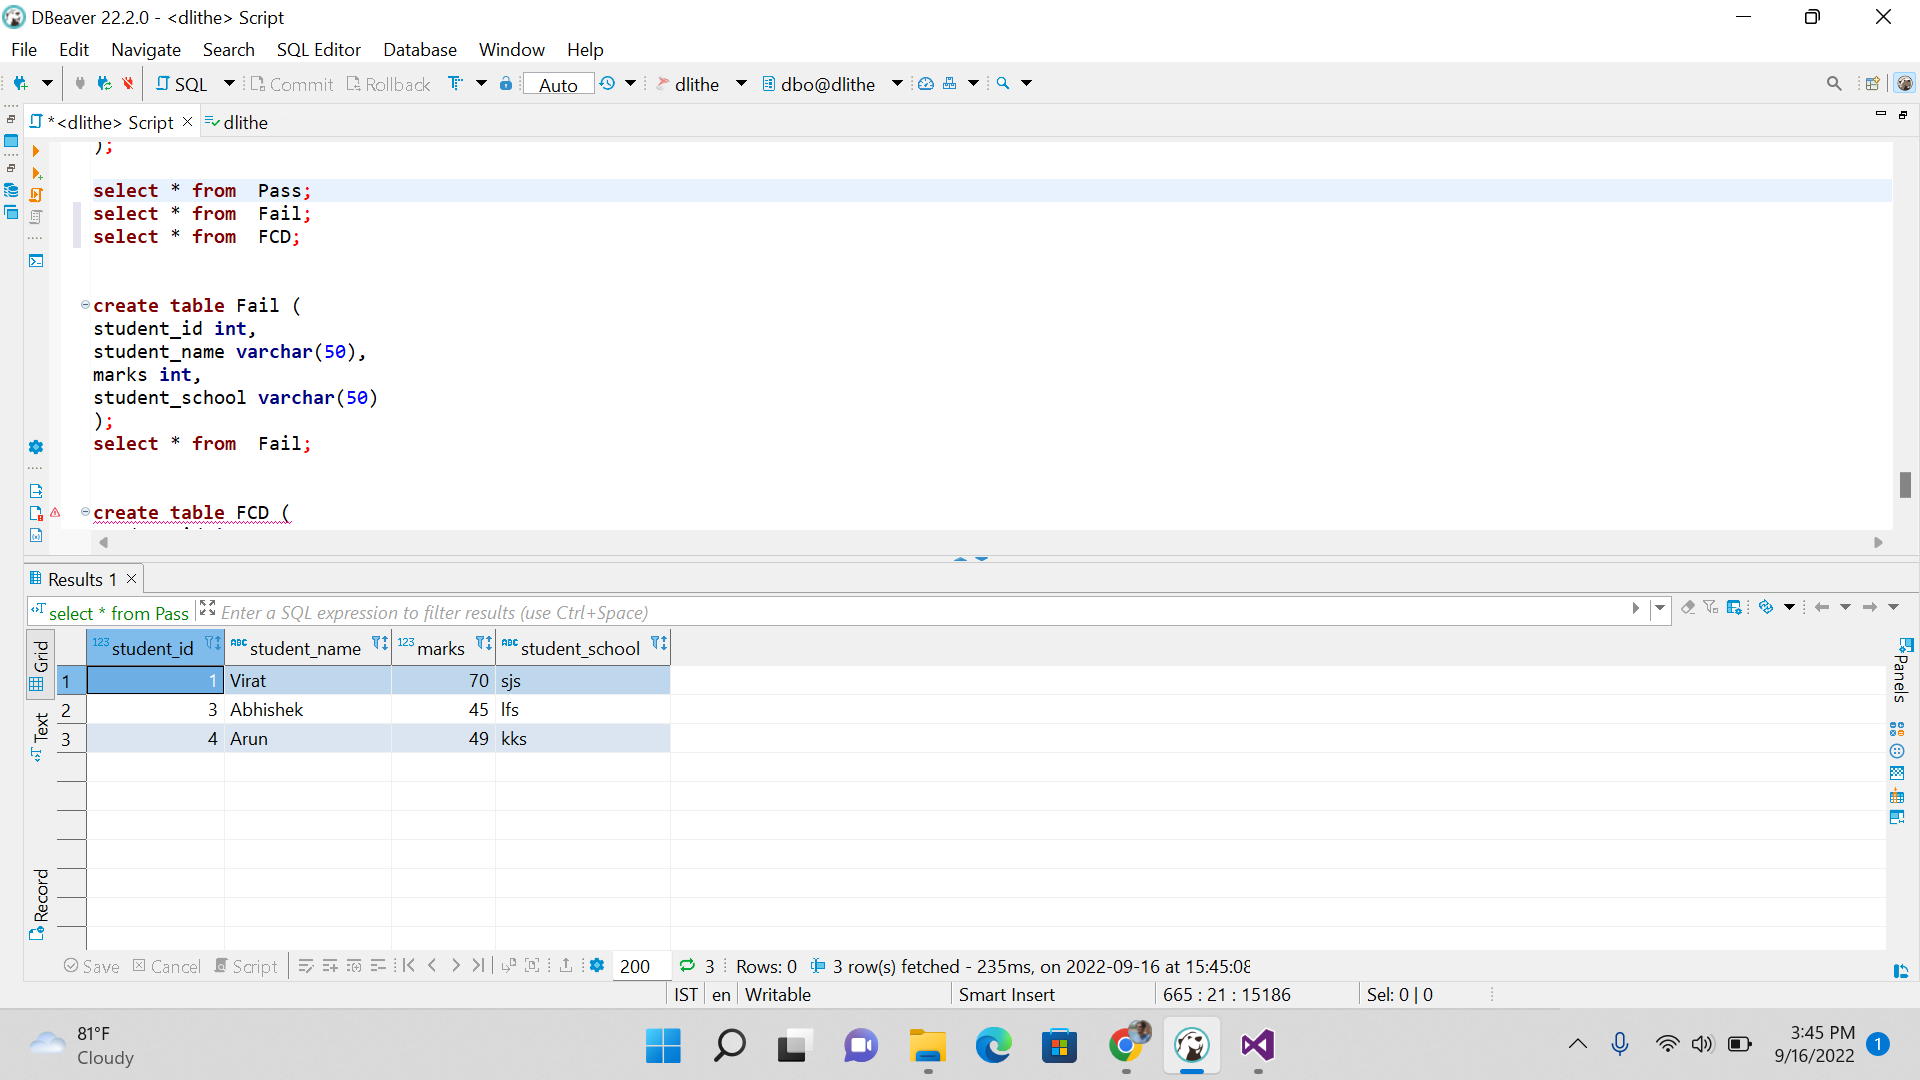 DBeaver 22.2.0 - <dlithe> Script
File Edit Navigate Search SQL Editor Database Window Help
SQL Commit Rollback Auto dlithe dbo@dlithe
*<dlithe> Script dlithe
);
select * from  Pass;
select * from  Fail;
select * from  FCD;
create table Fail (
student_id int,
student_name varchar(50),
marks int,
student_school varchar(50)
);
select * from  Fail;
create table FCD (
Results 1
select * from Pass Enter a SQL expression to filter results (use Ctrl+Space)
Grid
Text
Record
Panels
123 student_id ABC student_name 123 marks ABC student_school
1 1 Virat 70 sjs
2 3 Abhishek 45 lfs
3 4 Arun 49 kks
Save Cancel Script 200 3 Rows: 0 3 row(s) fetched - 235ms, on 2022-09-16 at 15:45:08
IST en Writable Smart Insert 665 : 21 : 15186 Sel: 0 | 0
81°F
Cloudy
3:45 PM
9/16/2022
1